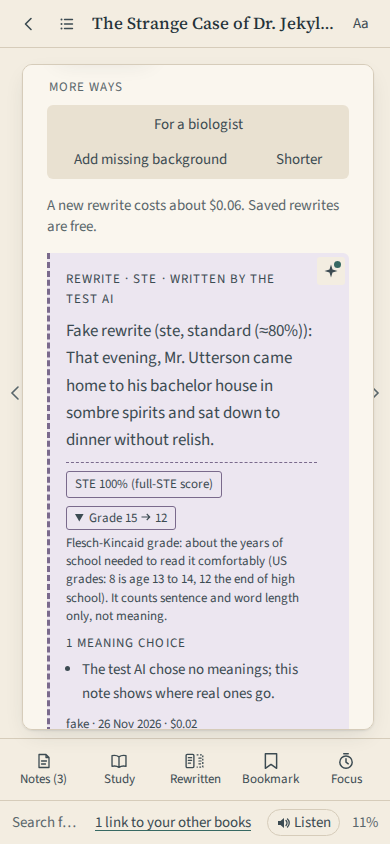 The Strange Case of Dr. Jekyl...
Aa
MORE WAYS
For a biologist
Add missing background
Shorter
A new rewrite costs about $0.06. Saved rewrites
are free.
REWRITE · STE · WRITTEN BY THE
TEST AI
Fake rewrite (ste, standard (≈80%)):
That evening, Mr. Utterson came
home to his bachelor house in
sombre spirits and sat down to
dinner without relish.
STE 100% (full-STE score)
▼ Grade 15 → 12
Flesch-Kincaid grade: about the years of
school needed to read it comfortably (US
grades: 8 is age 13 to 14, 12 the end of high
school). It counts sentence and word length
only, not meaning.
1 MEANING CHOICE
• The test AI chose no meanings; this
note shows where real ones go.
fake · 26 Nov 2026 · $0.02
Notes (3)
Study
Rewritten
Bookmark
Focus
Search f...
1 link to your other books
Listen
11%